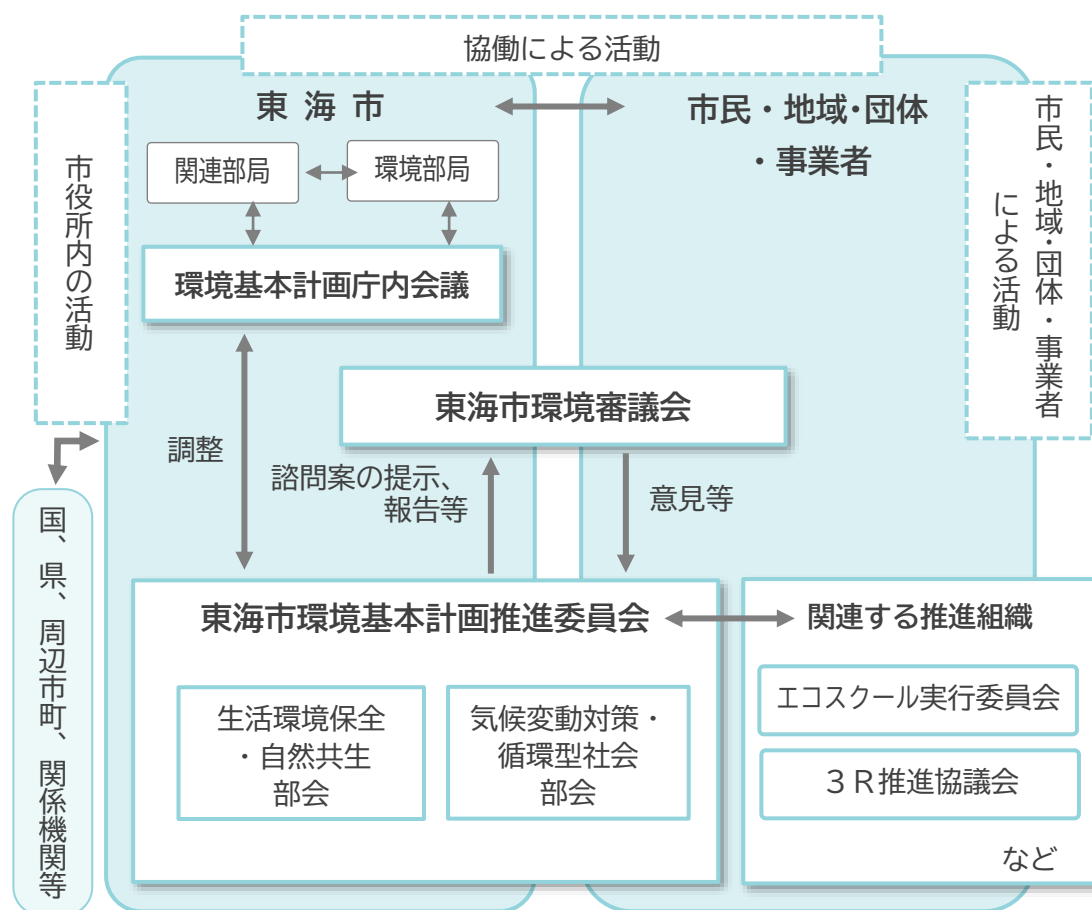 協働による活動
東海市
市民・地域・団体
・事業者
市役所内の活動
市民・地域・団体・事業者
による活動
関連部局
環境部局
環境基本計画庁内会議
東海市環境審議会
調整
諮問案の提示、
報告等
意見等
国、県、周辺市町、関係機関等
東海市環境基本計画推進委員会
関連する推進組織
生活環境保全
・自然共生
部会
気候変動対策・
循環型社会
部会
エコスクール実行委員会
３Ｒ推進協議会
など